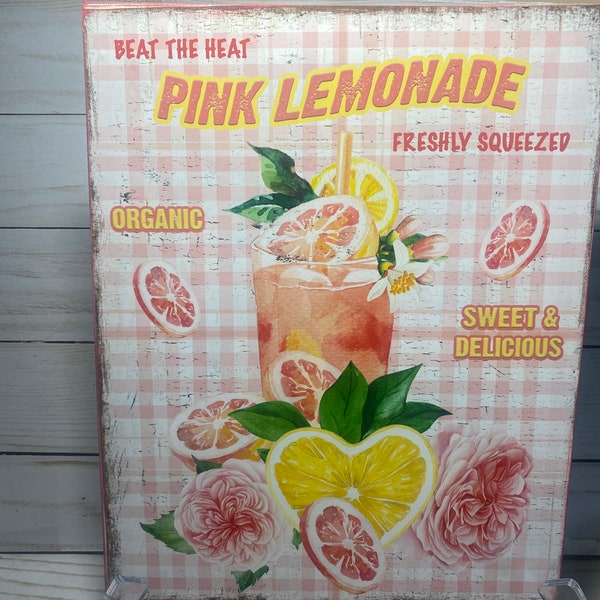 BEAT THE HEAT
PINK LEMONADE
FRESHLY SQUEEZED
ORGANIC
SWEET &
DELICIOUS